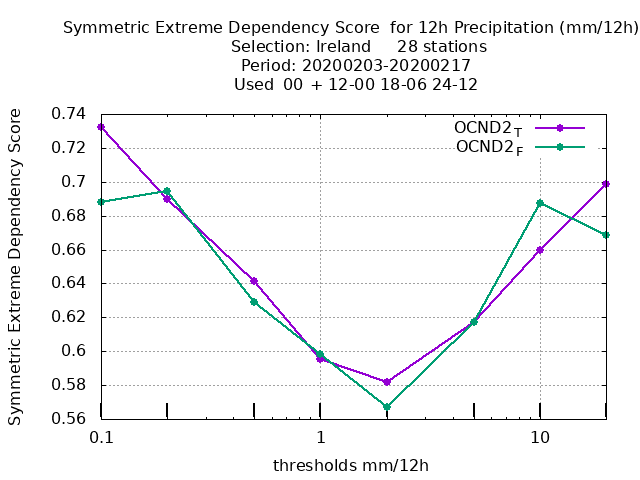 Symmetric Extreme Dependency Score  for 12h Precipitation (mm/12h)
Selection: Ireland     28 stations
Period: 20200203-20200217
Used  00  + 12-00 18-06 24-12
OCND2T
OCND2F
Symmetric Extreme Dependency Score
0.74
0.72
0.7
0.68
0.66
0.64
0.62
0.6
0.58
0.56
0.1 1 10
thresholds mm/12h